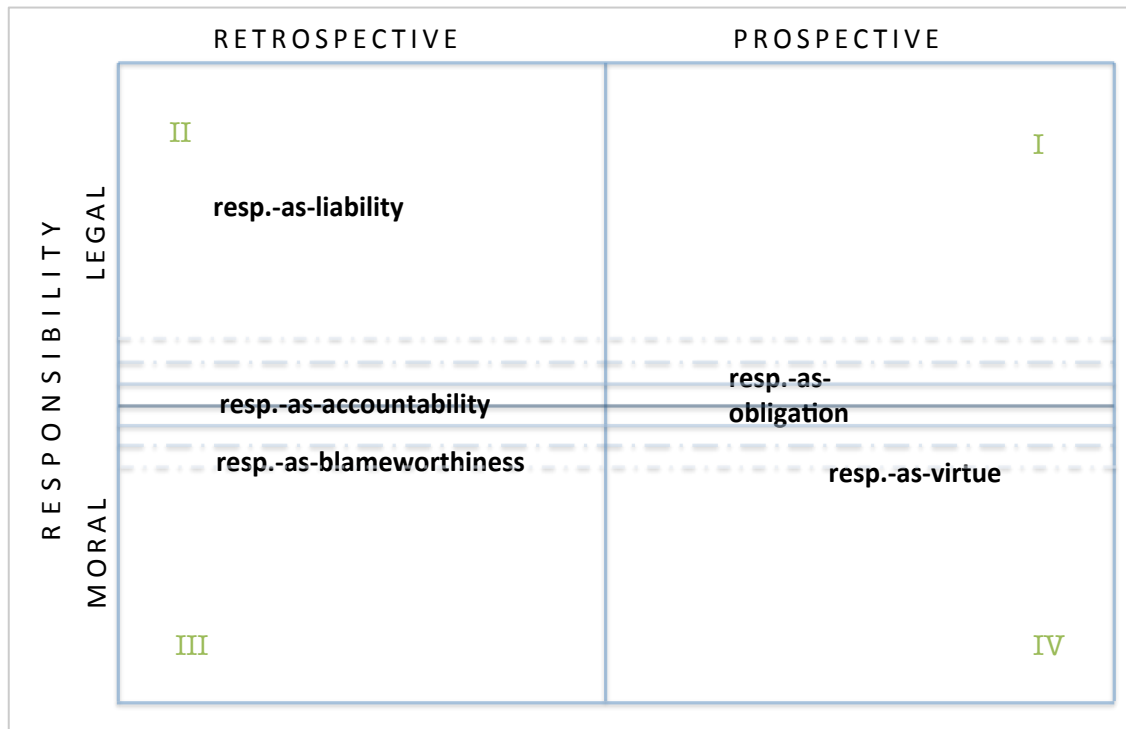 RETROSPECTIVE
PROSPECTIVE
RESPONSIBILITY
LEGAL
MORAL
II
I
resp.-as-liability
resp.-as-accountability
resp.-as-
obligation
resp.-as-blameworthiness
resp.-as-virtue
III
IV